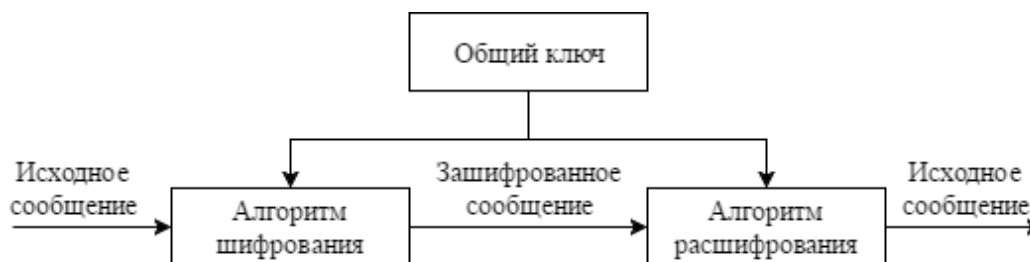 Общий ключ
Исходное
сообщение
Алгоритм
шифрования
Зашифрованное
сообщение
Алгоритм
расшифрования
Исходное
сообщение